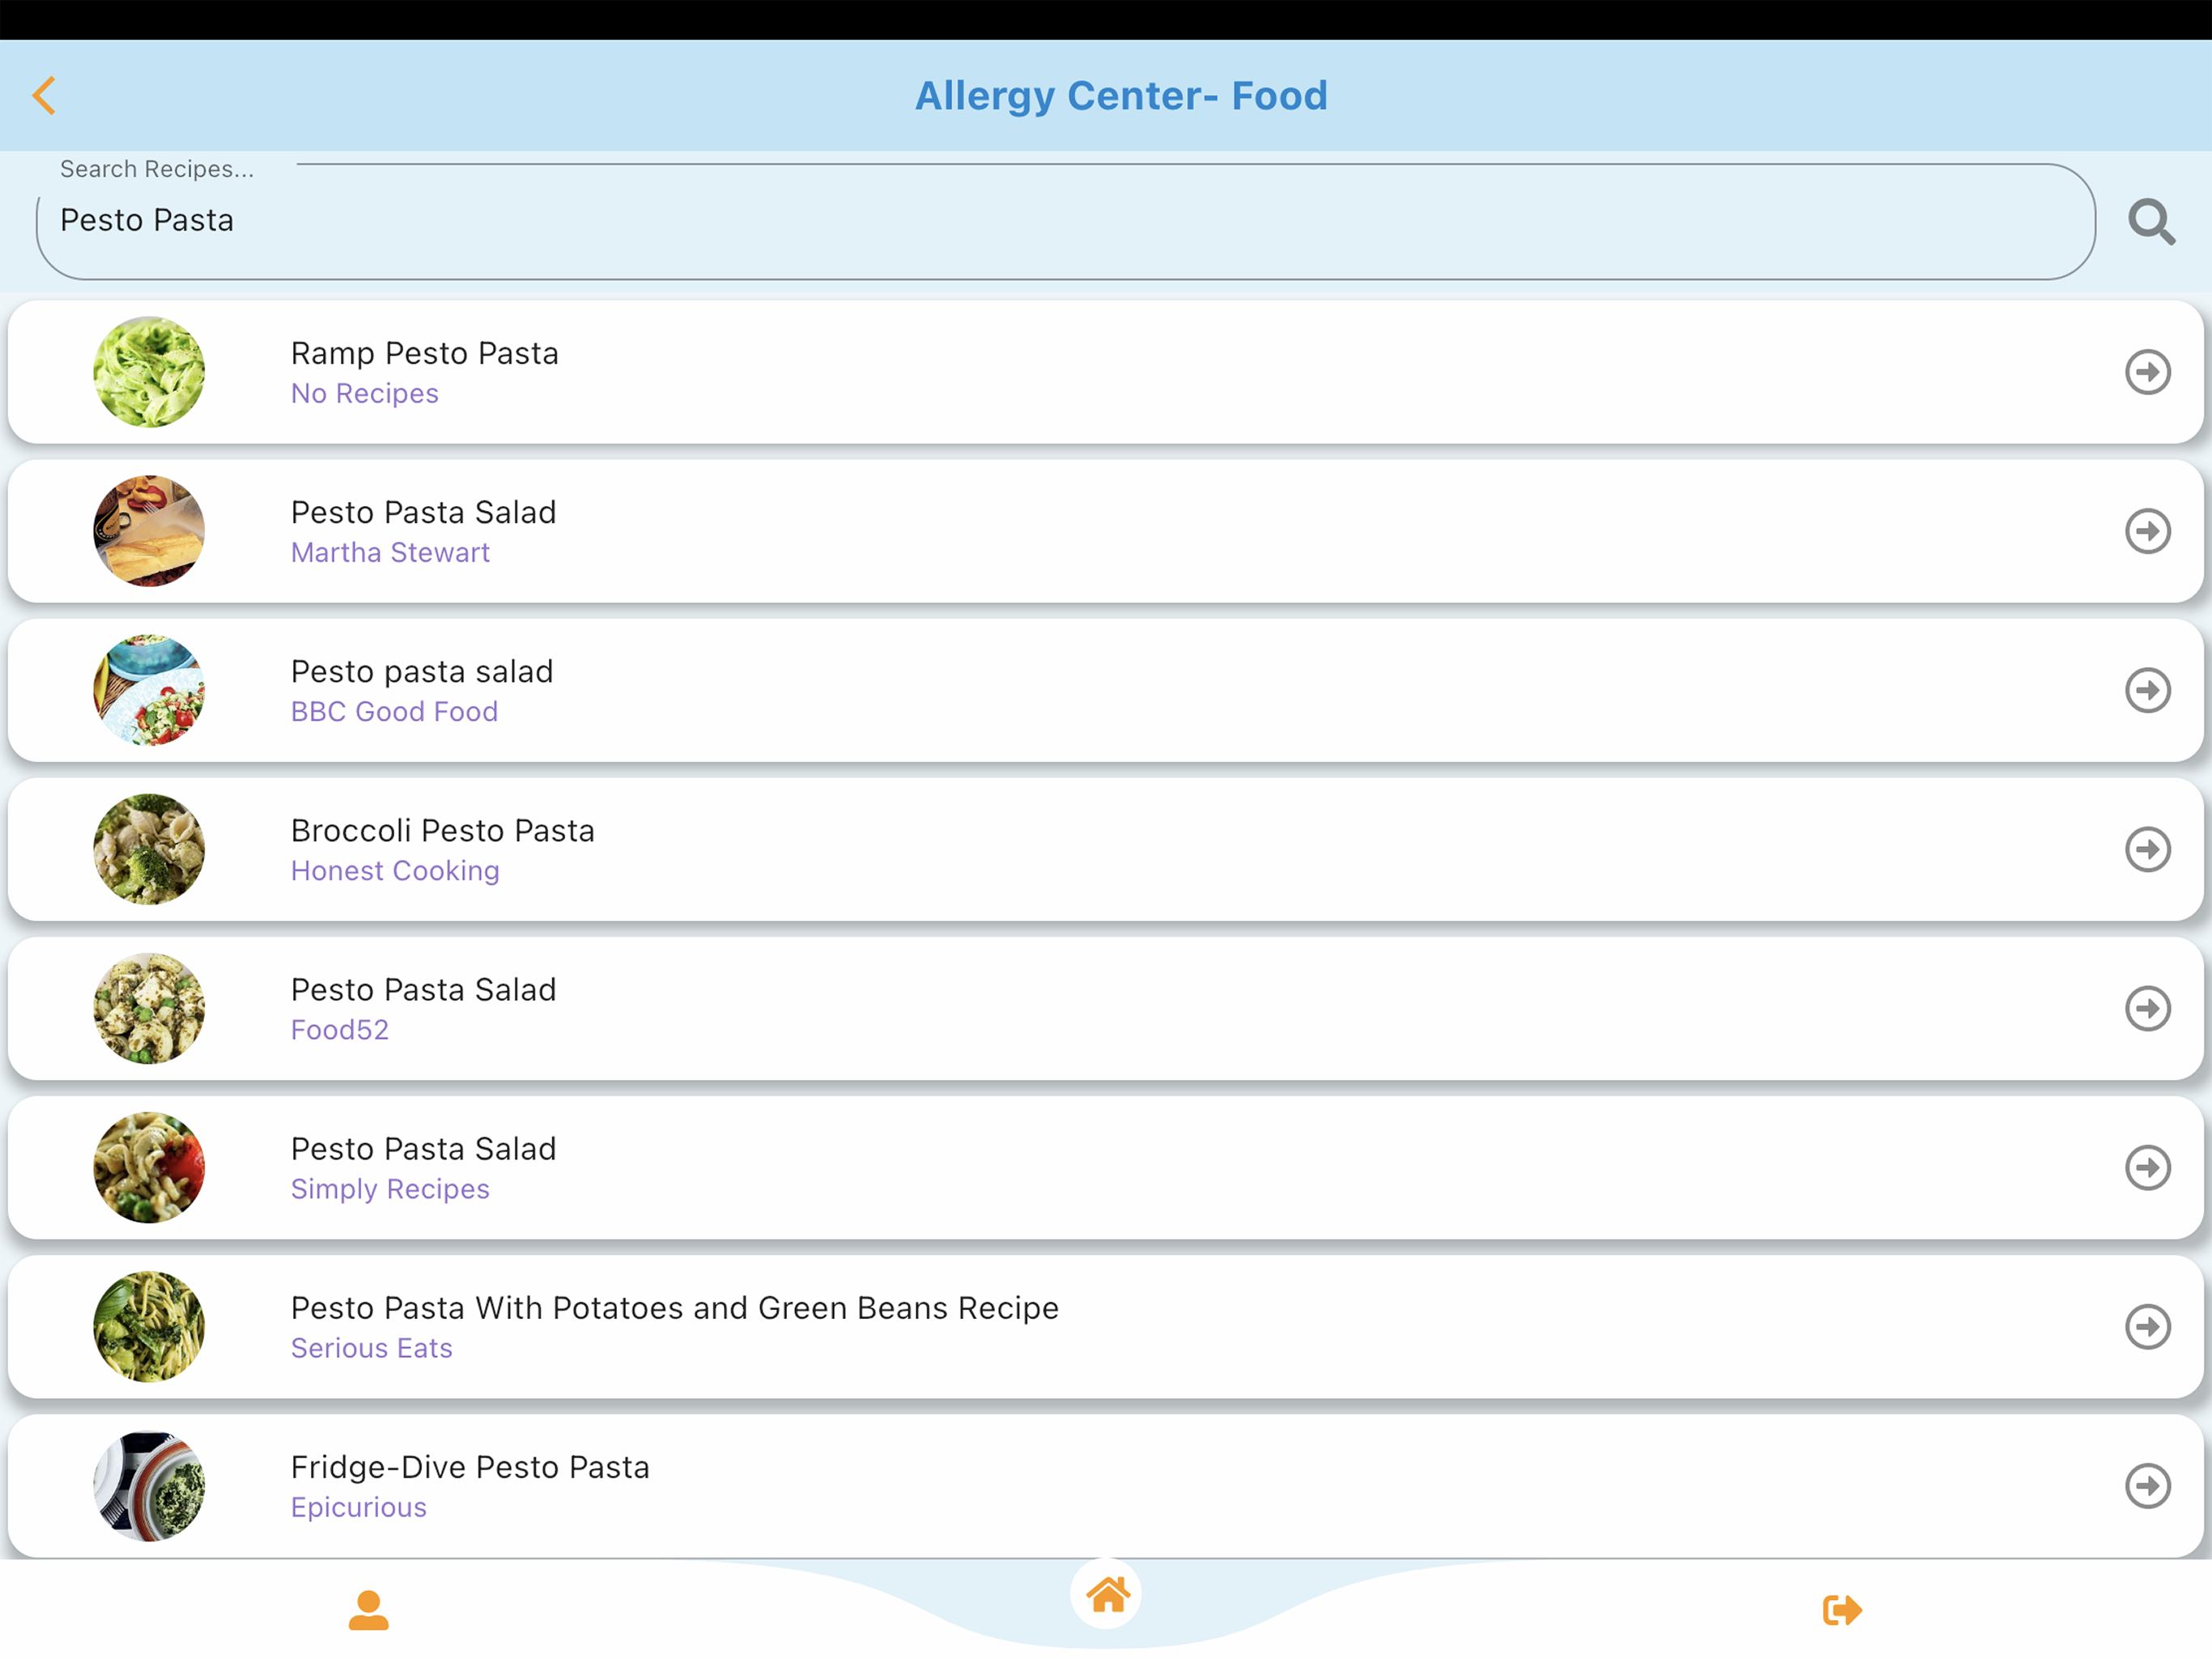 Allergy Center- Food
Search Recipes...
Pesto Pasta
Ramp Pesto Pasta
No Recipes
Pesto Pasta Salad
Martha Stewart
Pesto pasta salad
BBC Good Food
Broccoli Pesto Pasta
Honest Cooking
Pesto Pasta Salad
Food52
Pesto Pasta Salad
Simply Recipes
Pesto Pasta With Potatoes and Green Beans Recipe
Serious Eats
Fridge-Dive Pesto Pasta
Epicurious